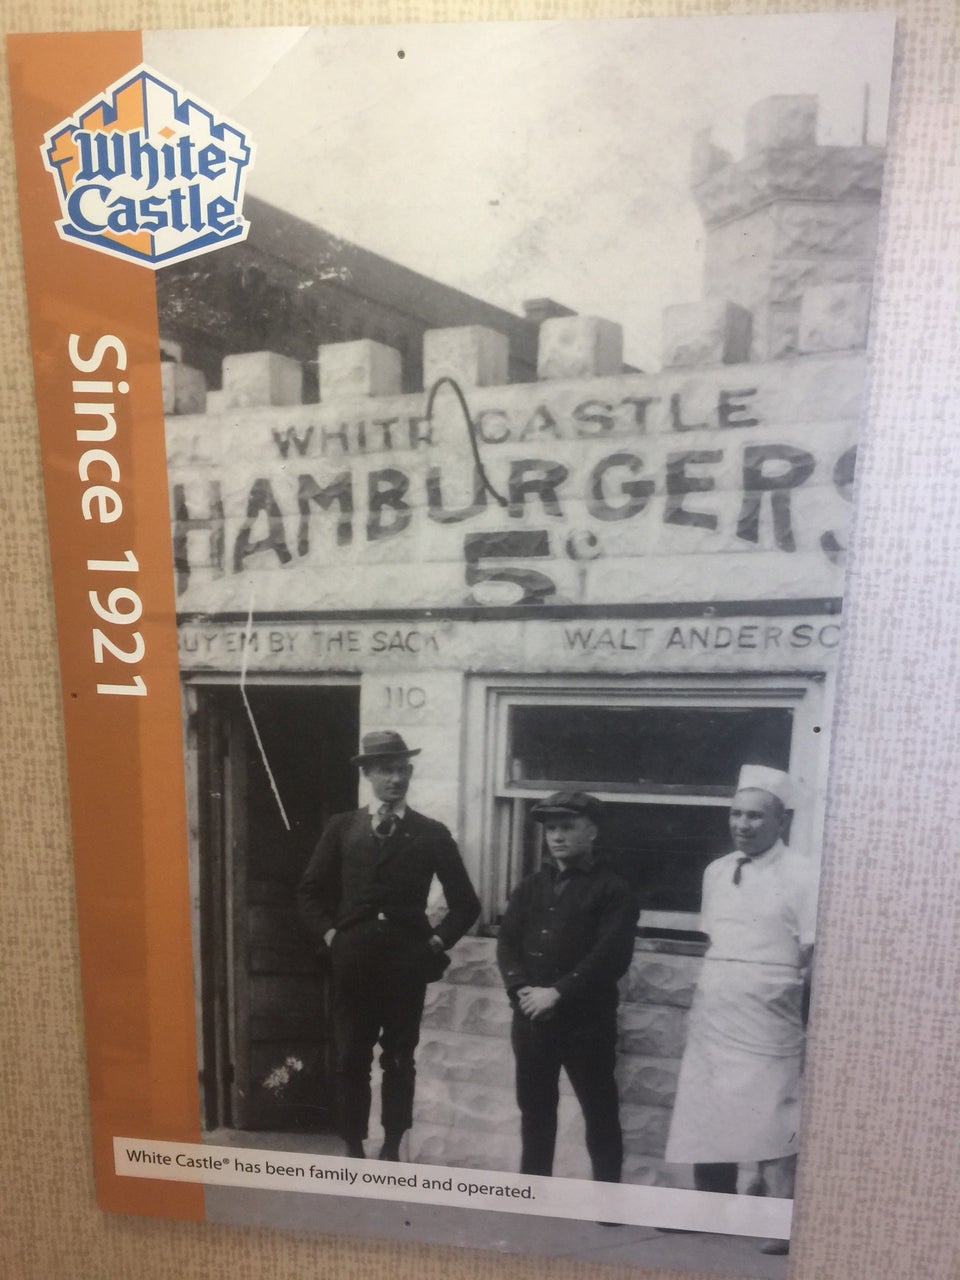 White
Castle®
Since 1921
WHITE CASTLE
HAMBURGERS
5¢
BUY EM BY THE SACK
WALT ANDERSO
110
White Castle® has been family owned and operated.